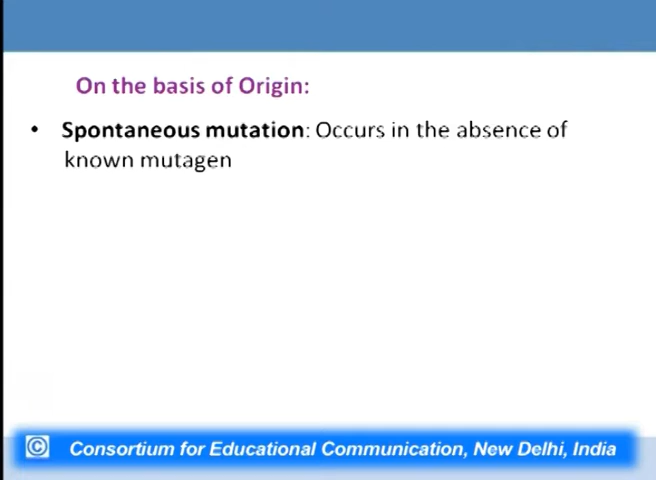 On the basis of Origin:
• Spontaneous mutation: Occurs in the absence of
known mutagen
© Consortium for Educational Communication, New Delhi, India